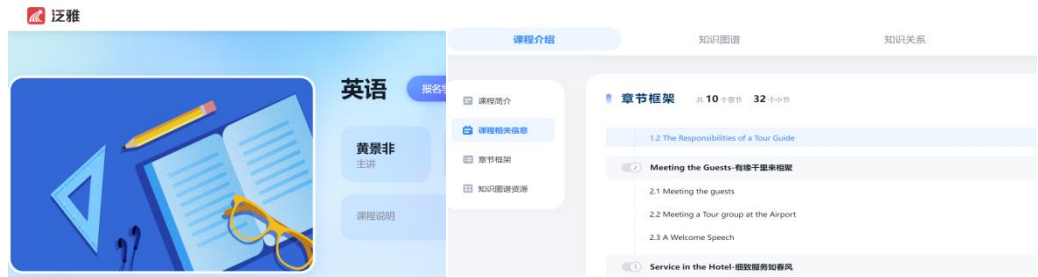 泛雅
英语 报名学
黄景非
主讲
课程说明
课程介绍 知识图谱 知识关系
课程简介
课程相关信息
章节框架
知识图谱资源
章节框架 共 10 个章节 32 个小节
1.2 The Responsibilities of a Tour Guide
2 Meeting the Guests-有缘千里来相聚
2.1 Meeting the guests
2.2 Meeting a Tour group at the Airport
2.3 A Welcome Speech
3 Service in the Hotel-细致服务如春风